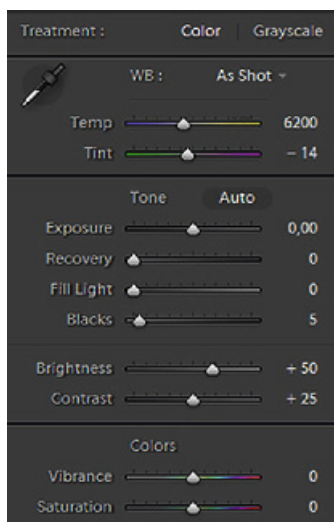 Treatment : Color | Grayscale
WB : As Shot
Temp 6200
Tint – 14
Tone Auto
Exposure 0,00
Recovery 0
Fill Light 0
Blacks 5
Brightness + 50
Contrast + 25
Colors
Vibrance 0
Saturation 0